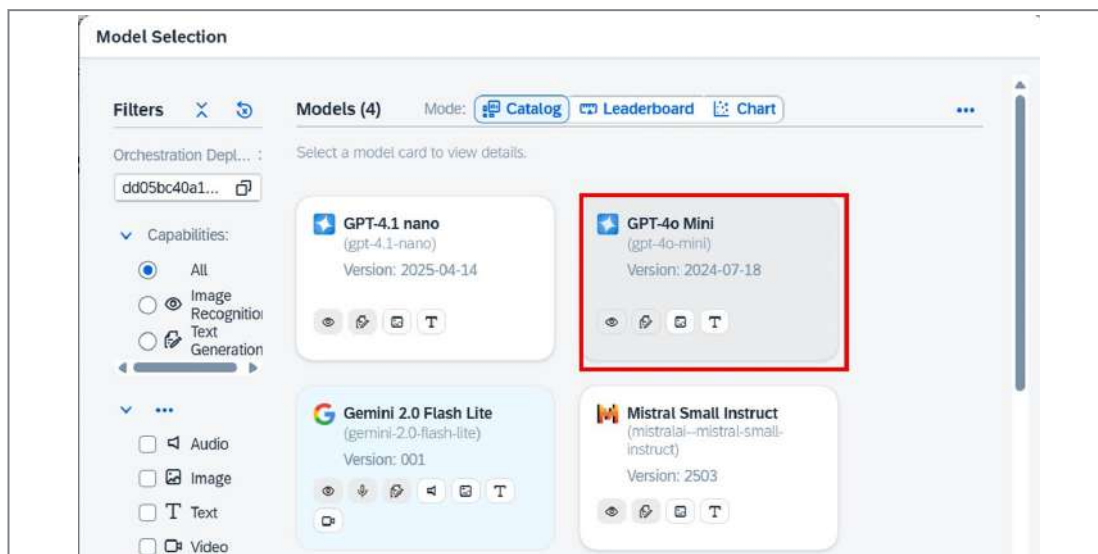 Model Selection
Filters
Orchestration Depl... :
dd05bc40a1...
Capabilities:
All
Image
Recognitio
Text
Generation
...
Audio
Image
Text
Video
Models (4)
Mode: Catalog Leaderboard Chart
...
Select a model card to view details.
GPT-4.1 nano
(gpt-4.1-nano)
Version: 2025-04-14
T
GPT-4o Mini
(gpt-4o-mini)
Version: 2024-07-18
T
Gemini 2.0 Flash Lite
(gemini-2.0-flash-lite)
Version: 001
T
Mistral Small Instruct
(mistralai--mistral-small-
instruct)
Version: 2503
T